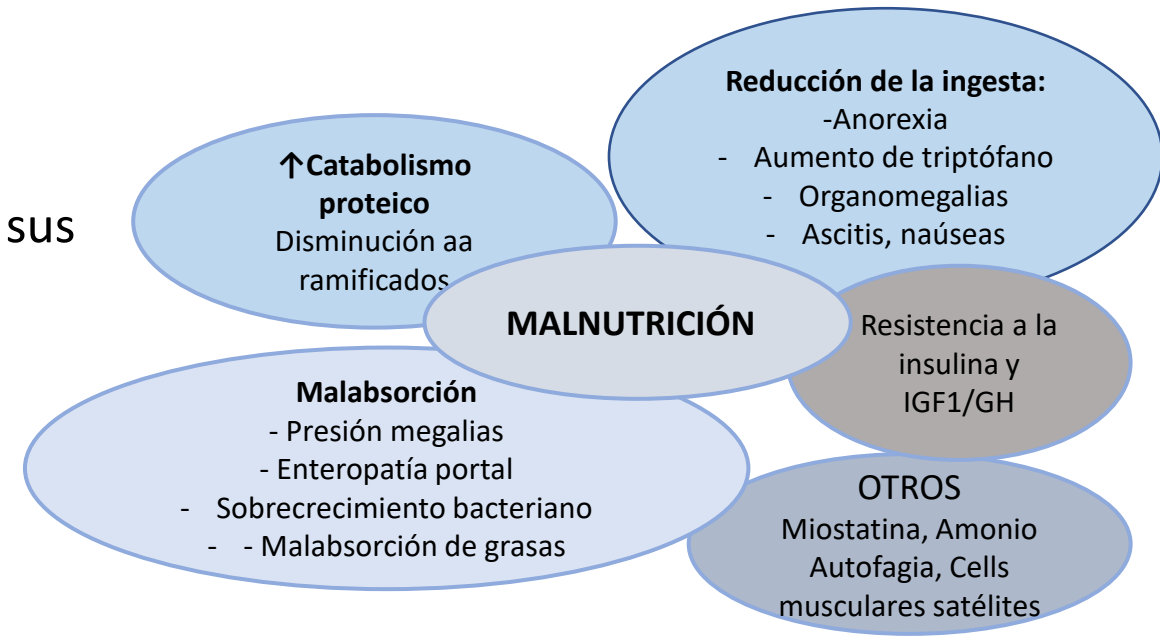 sus
↑Catabolismo
proteico
Disminución aa
ramificados
Reducción de la ingesta:
-Anorexia
- Aumento de triptófano
- Organomegalias
- Ascitis, naúseas
MALNUTRICIÓN
Resistencia a la
insulina y
IGF1/GH
Malabsorción
- Presión megalias
- Enteropatía portal
- Sobrecrecimiento bacteriano
- - Malabsorción de grasas
OTROS
Miostatina, Amonio
Autofagia, Cells
musculares satélites